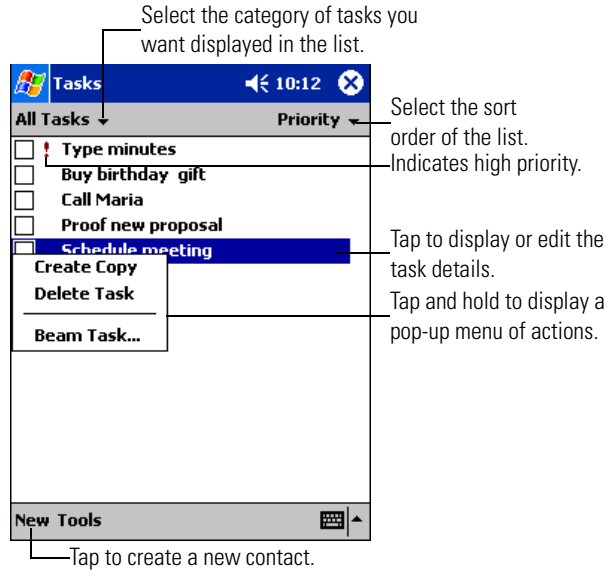 Select the category of tasks you
want displayed in the list.
Tasks 10:12
All Tasks Priority
Select the sort
order of the list.
! Type minutes
Indicates high priority.
Buy birthday gift
Call Maria
Proof new proposal
Schedule meeting
Tap to display or edit the
task details.
Create Copy
Delete Task
Beam Task...
Tap and hold to display a
pop-up menu of actions.
New Tools
Tap to create a new contact.